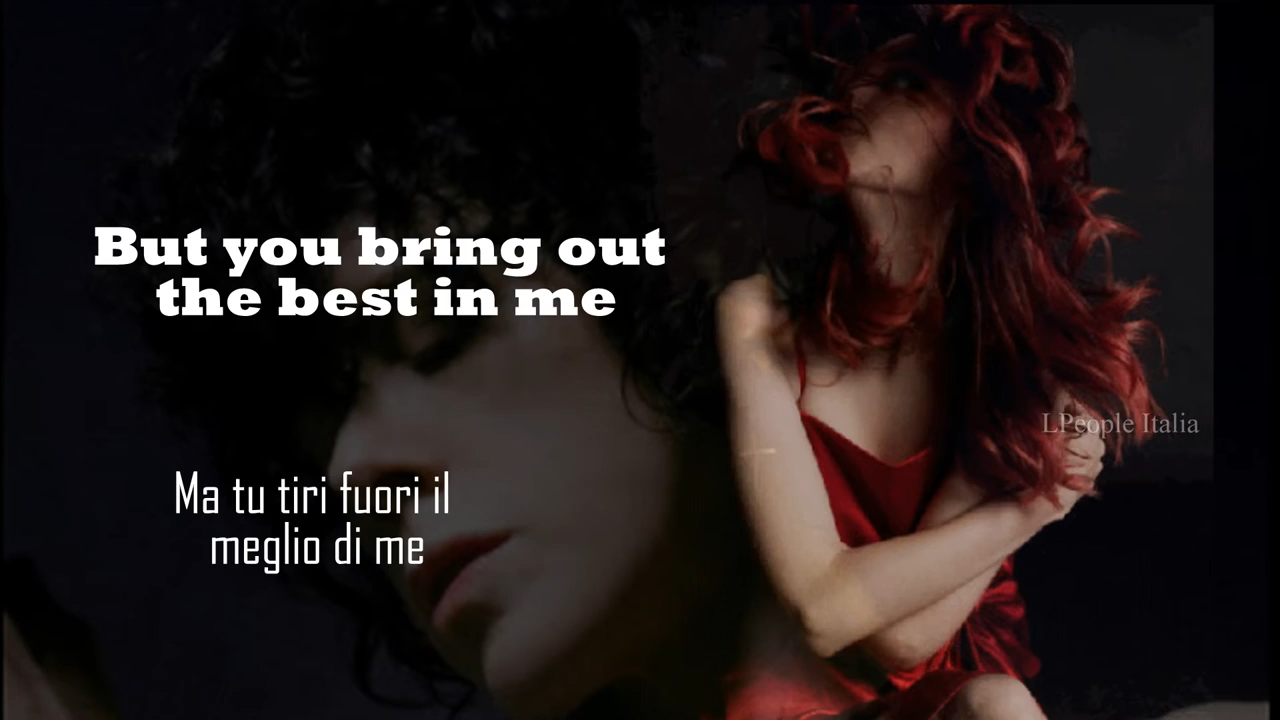 But you bring out
the best in me
LPeople Italia
Ma tu tiri fuori il
meglio di me